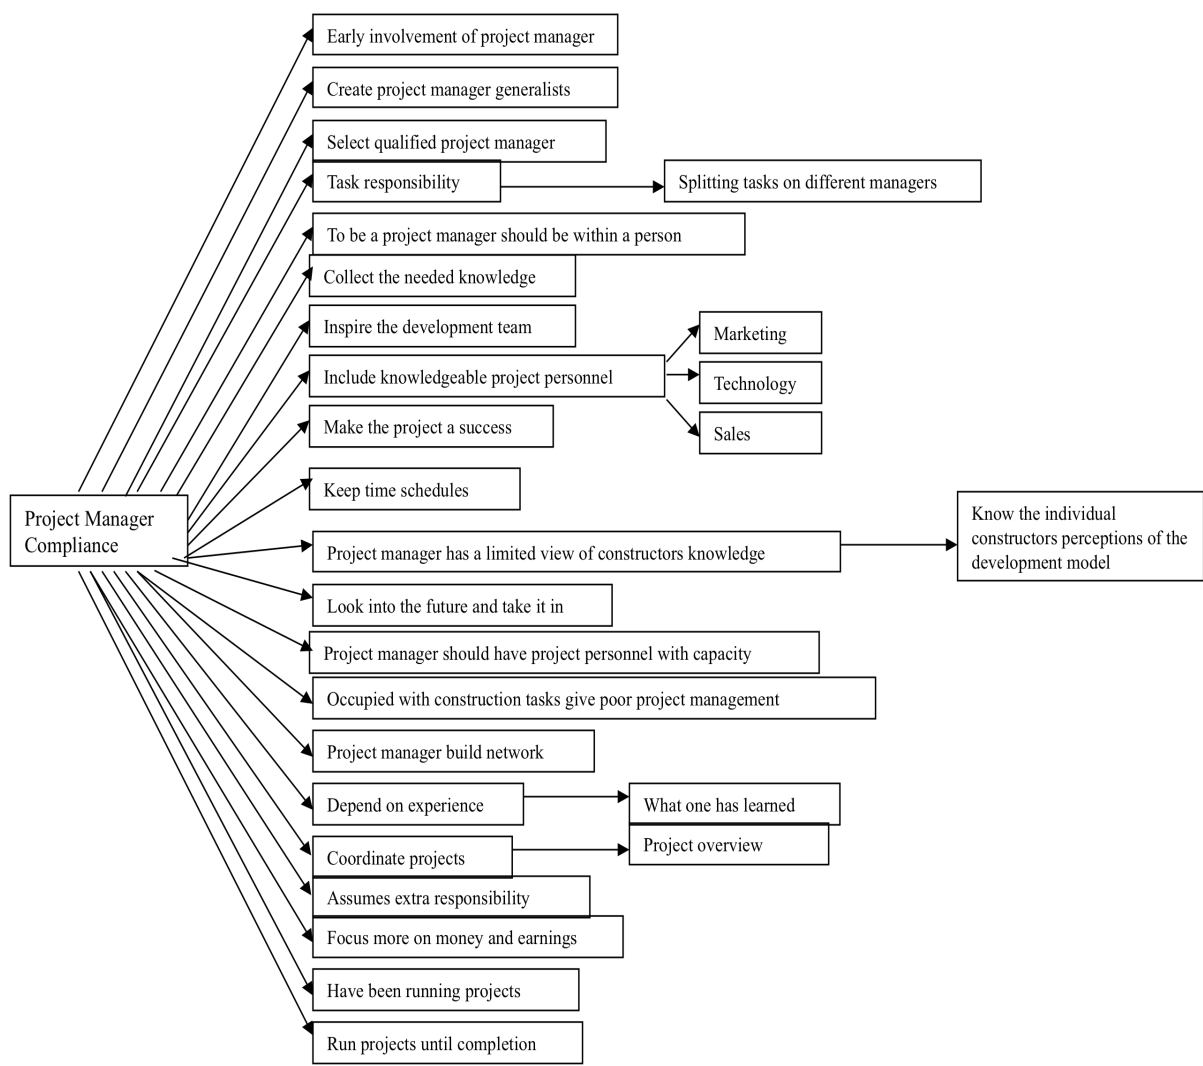 Early involvement of project manager
Create project manager generalists
Select qualified project manager
Task responsibility
Splitting tasks on different managers
To be a project manager should be within a person
Collect the needed knowledge
Inspire the development team
Include knowledgeable project personnel
Marketing
Technology
Sales
Make the project a success
Keep time schedules
Project Manager
Compliance
Project manager has a limited view of constructors knowledge
Know the individual
constructors perceptions of the
development model
Look into the future and take it in
Project manager should have project personnel with capacity
Occupied with construction tasks give poor project management
Project manager build network
Depend on experience
What one has learned
Coordinate projects
Project overview
Assumes extra responsibility
Focus more on money and earnings
Have been running projects
Run projects until completion